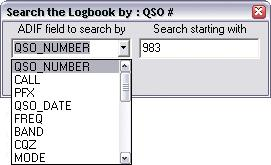 Search the Logbook by : QSO #
ADIF field to search by Search starting with
QSO_NUMBER 983
QSO_NUMBER
CALL
PFX
QSO_DATE
FREQ
BAND
CQZ
MODE